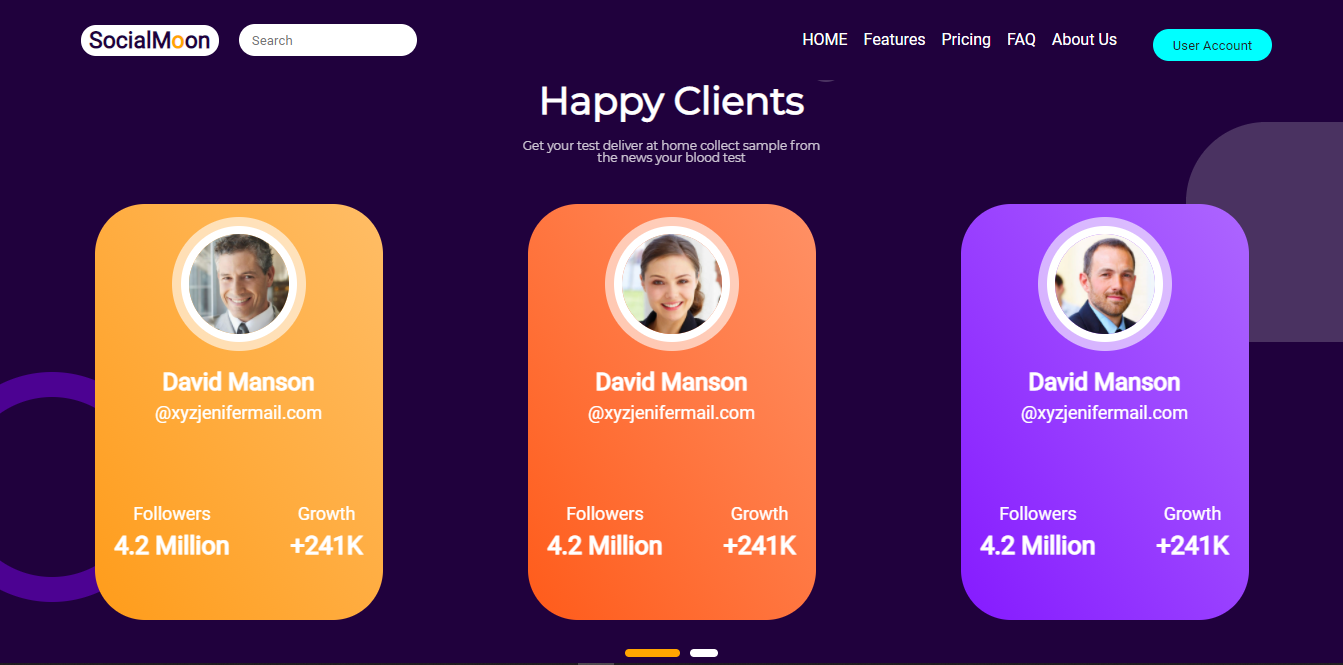 SocialMoon
Search
HOME Features Pricing FAQ About Us
User Account
Happy Clients
Get your test deliver at home collect sample from
the news your blood test
David Manson
@xyzjenifermail.com
Followers Growth
4.2 Million +241K
David Manson
@xyzjenifermail.com
Followers Growth
4.2 Million +241K
David Manson
@xyzjenifermail.com
Followers Growth
4.2 Million +241K